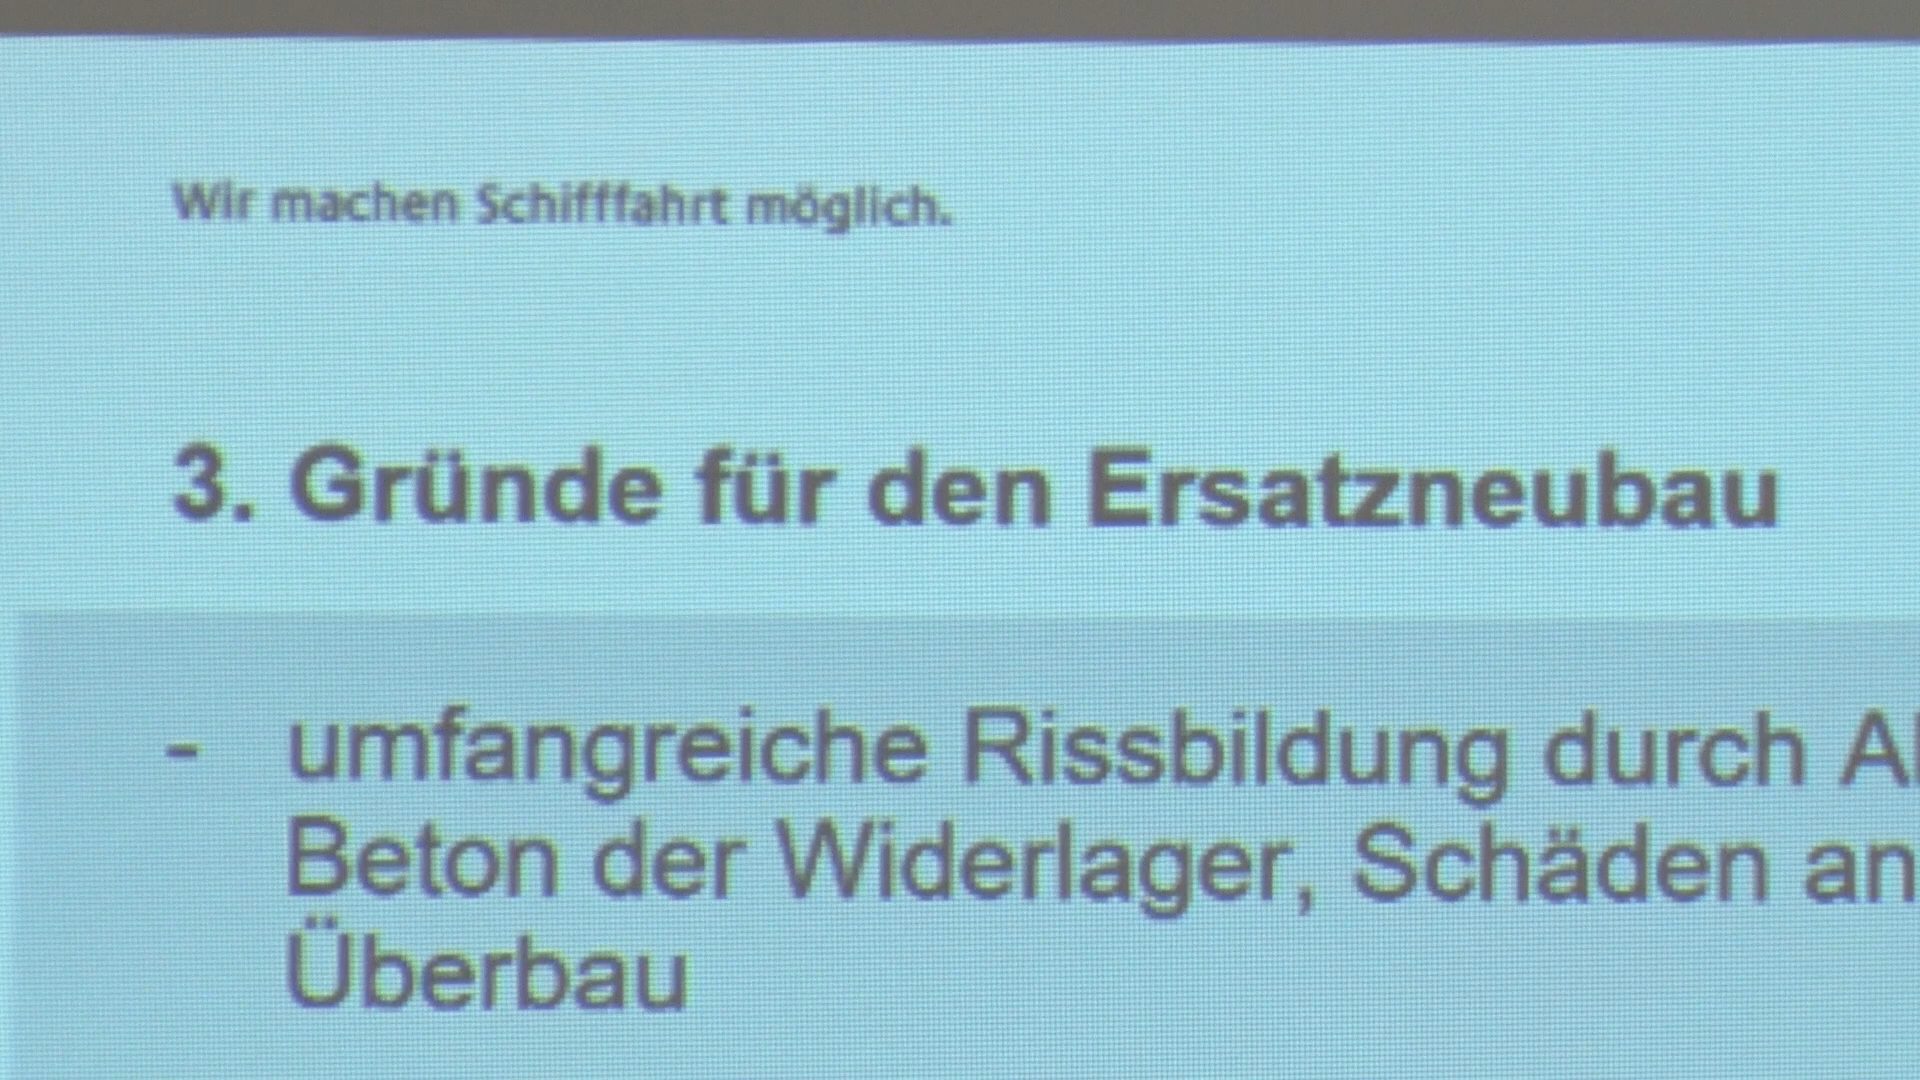 Wir machen Schifffahrt möglich.
3. Gründe für den Ersatzneubau
- umfangreiche Rissbildung durch
Beton der Widerlager, Schäden an
Überbau